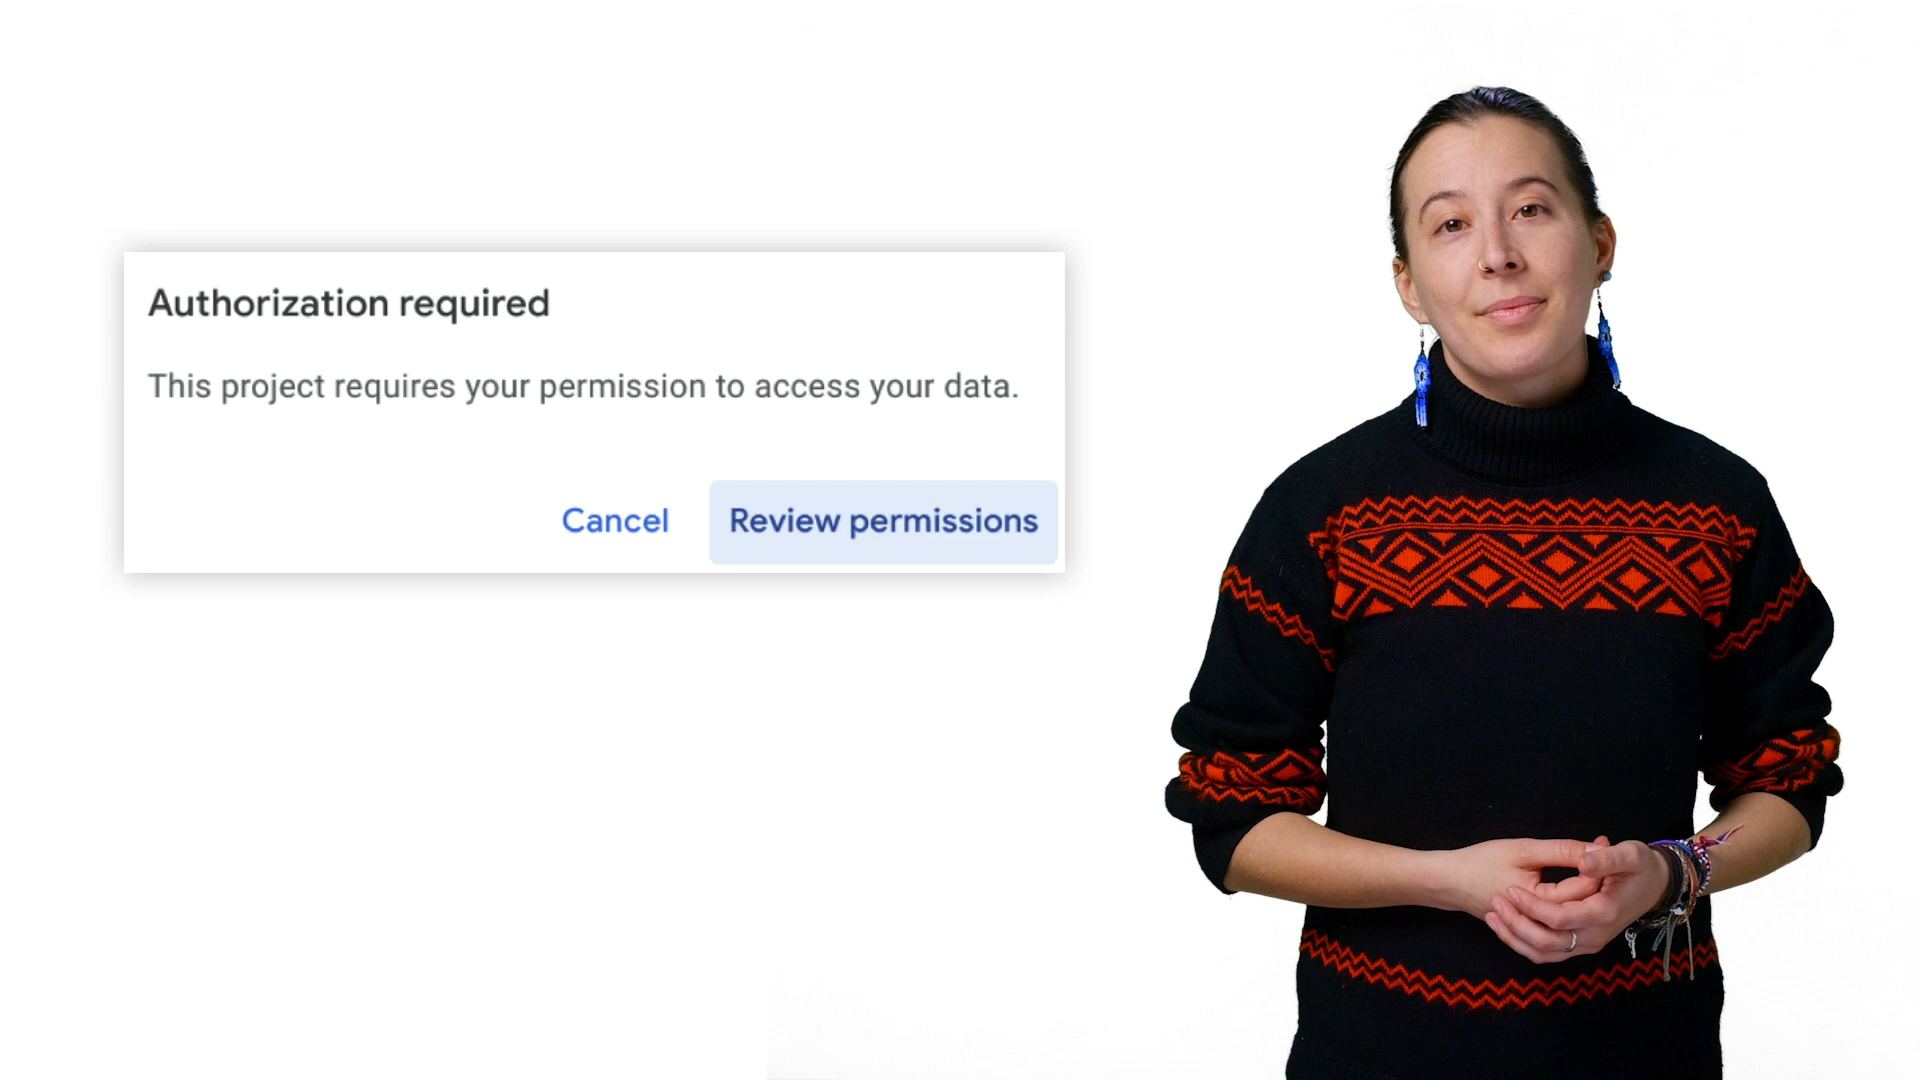 Authorization required
This project requires your permission to access your data.
Cancel Review permissions